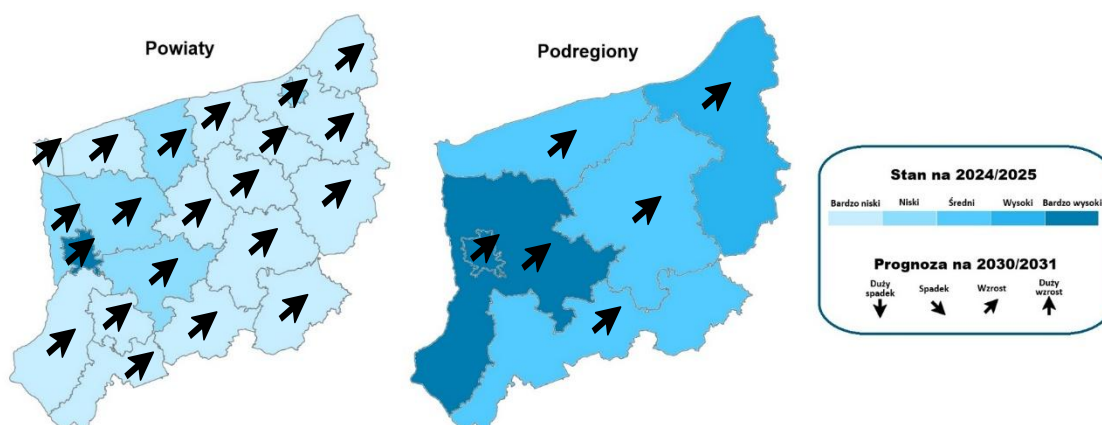 Powiaty
Podregiony
Stan na 2024/2025
Bardzo niski Niski Średni Wysoki Bardzo wysoki
Prognoza na 2030/2031
Duży spadek Spadek Wzrost Duży wzrost